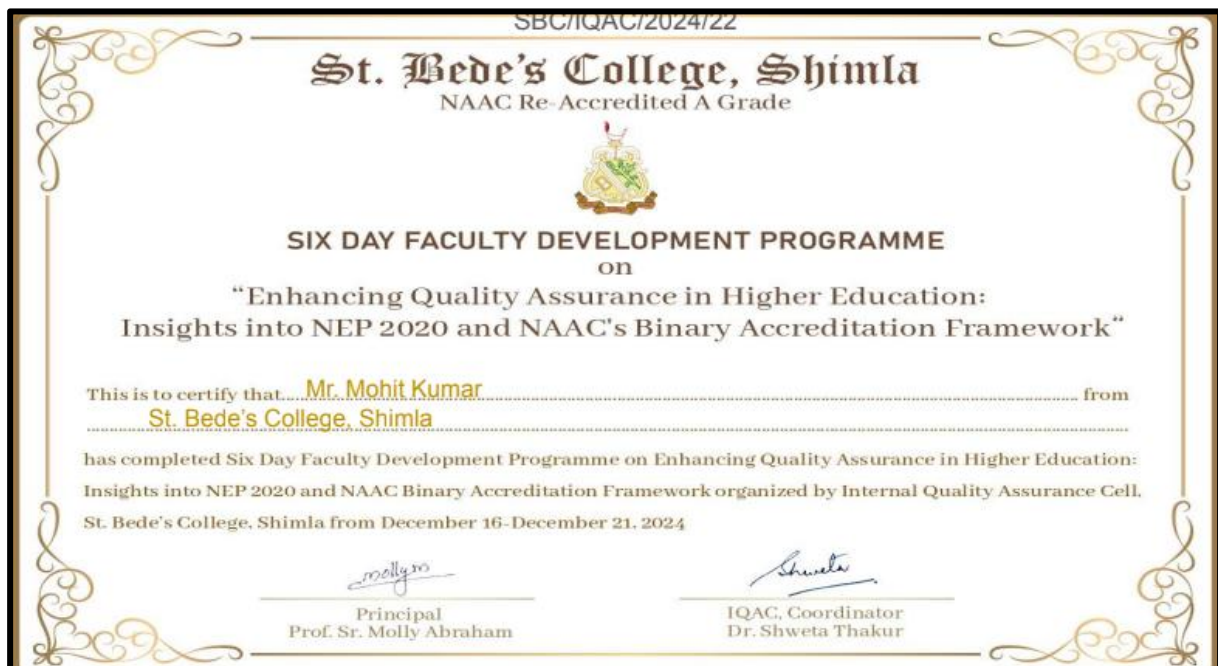 SBC/IQAC/2024/22
St. Bede's College, Shimla
NAAC Re-Accredited A Grade
SIX DAY FACULTY DEVELOPMENT PROGRAMME
on
“Enhancing Quality Assurance in Higher Education:
Insights into NEP 2020 and NAAC's Binary Accreditation Framework“
This is to certify that Mr. Mohit Kumar from
St. Bede's College, Shimla
has completed Six Day Faculty Development Programme on Enhancing Quality Assurance in Higher Education:
Insights into NEP 2020 and NAAC Binary Accreditation Framework organized by Internal Quality Assurance Cell,
St. Bede's College, Shimla from December 16-December 21, 2024
mollym
Shweta
Principal
Prof. Sr. Molly Abraham
IQAC, Coordinator
Dr. Shweta Thakur